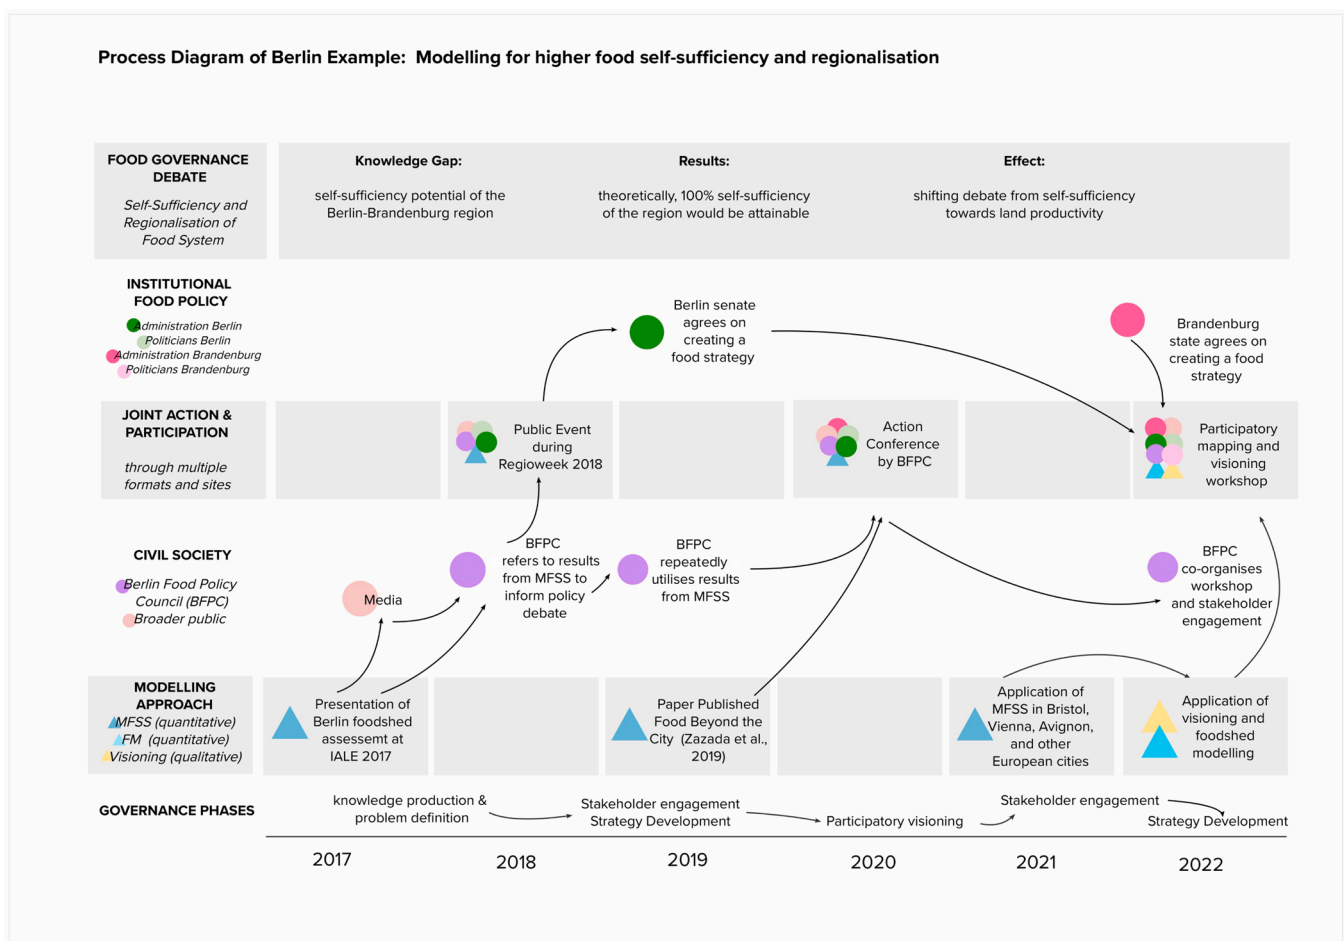 Process Diagram of Berlin Example:  Modelling for higher food self-sufficiency and regionalisation
FOOD GOVERNANCE
DEBATE
Self-Sufficiency and
Regionalisation of
Food System
Knowledge Gap:
self-sufficiency potential of the
Berlin-Brandenburg region
Results:
theoretically, 100% self-sufficiency
of the region would be attainable
Effect:
shifting debate from self-sufficiency
towards land productivity
INSTITUTIONAL
FOOD POLICY
Administration Berlin
Politicians Berlin
Administration Brandenburg
Politicians Brandenburg
Berlin senate
agrees on
creating a
food strategy
Brandenburg
state agrees on
creating a food
strategy
JOINT ACTION &
PARTICIPATION
through multiple
formats and sites
Public Event
during
Regioweek 2018
Action
Conference
by BFPC
Participatory
mapping and
visioning
workshop
CIVIL SOCIETY
Berlin Food Policy
Council (BFPC)
Broader public
Media
BFPC
refers to results
from MFSS to
inform policy
debate
BFPC
repeatedly
utilises results
from MFSS
BFPC
co-organises
workshop
and stakeholder
engagement
MODELLING
APPROACH
MFSS (quantitative)
FM  (quantitative)
Visioning (qualitative)
Presentation of
Berlin foodshed
assessemt at
IALE 2017
Paper Published
Food Beyond the
City  (Zazada et al.,
2019)
Application of
MFSS in Bristol,
Vienna, Avignon,
and other
European cities
Application of
visioning and
foodshed
modelling
GOVERNANCE PHASES
knowledge production &
problem definition
Stakeholder engagement
Strategy Development
Participatory visioning
Stakeholder engagement
Strategy Development
2017
2018
2019
2020
2021
2022